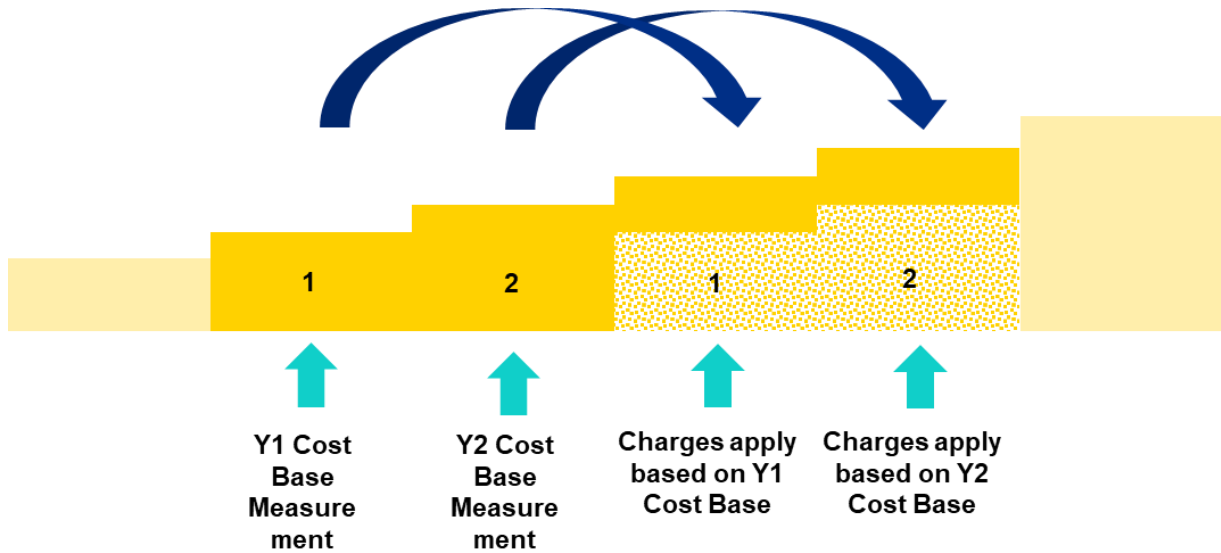 1
2
1
2
Y1 Cost
Base
Measure
ment
Y2 Cost
Base
Measure
ment
Charges apply
based on Y1
Cost Base
Charges apply
based on Y2
Cost Base